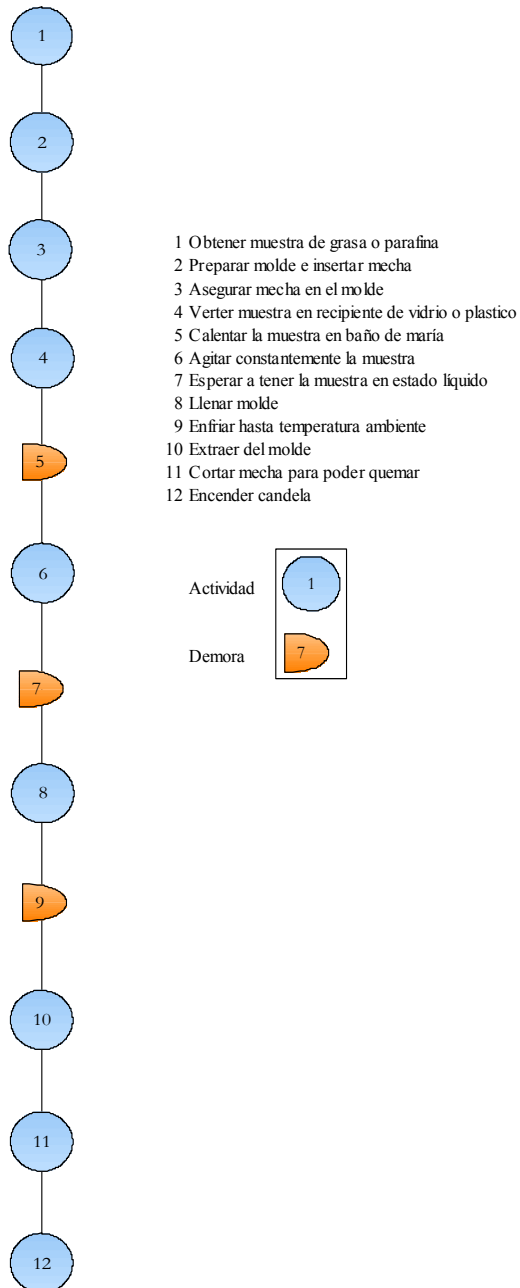 1
2
3
4
5
6
7
8
9
10
11
12
1 Obtener muestra de grasa o parafina
2 Preparar molde e insertar mecha
3 Asegurar mecha en el molde
4 Verter muestra en recipiente de vidrio o plastico
5 Calentar la muestra en baño de maría
6 Agitar constantemente la muestra
7 Esperar a tener la muestra en estado líquido
8 Llenar molde
9 Enfriar hasta temperatura ambiente
10 Extraer del molde
11 Cortar mecha para poder quemar
12 Encender candela
Actividad 1
Demora 7